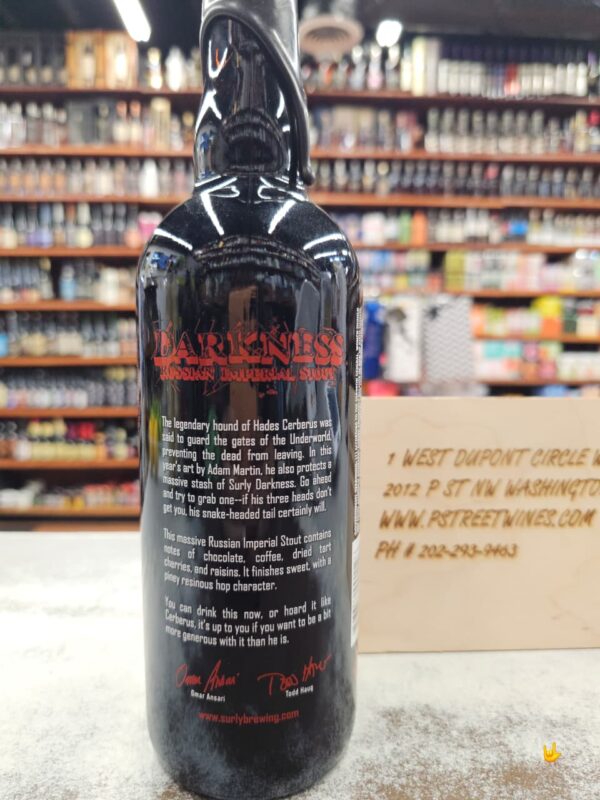 DARKNESS
RUSSIAN IMPERIAL STOUT
The legendary hound of Hades Cerberus was
said to guard the gates of the Underworld,
preventing the dead from leaving. In this
year's art by Adam Martin, he also protects a
massive stash of Surly Darkness. Go ahead
and try to grab one--if his three heads don't
get you, his snake-headed tail certainly will.
This massive Russian Imperial Stout contains
notes of chocolate, coffee, dried tart
cherries, and raisins. It finishes sweet, with a
piney resinous hop character.
You can drink this now, or hoard it like
Cerberus, it's up to you if you want to be a bit
more generous with it than he is.
Omar Ansari Todd Haug
Omar Ansari Todd Haug
www.surlybrewing.com
1 WEST DUPONT CIRCLE W
2012 P ST NW WASHINGTO
WWW.PSTREETWINES.COM
PH # 202-293-9463